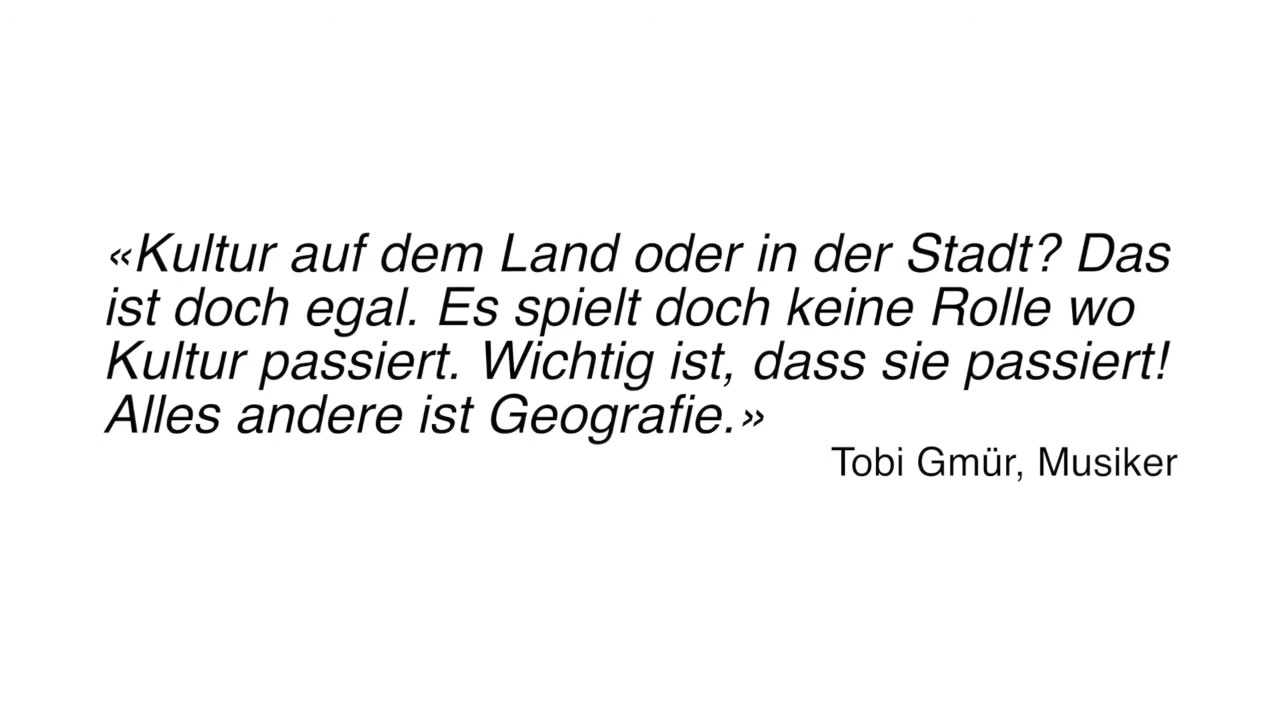 «Kultur auf dem Land oder in der Stadt? Das
ist doch egal. Es spielt doch keine Rolle wo
Kultur passiert. Wichtig ist, dass sie passiert!
Alles andere ist Geografie.»
Tobi Gmür, Musiker